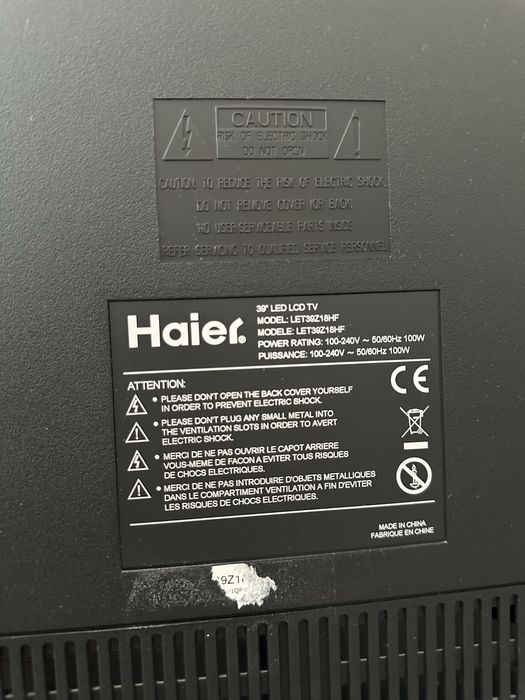 CAUTION
RISK OF ELECTRIC SHOCK
DO NOT OPEN
CAUTION: TO REDUCE THE RISK OF ELECTRIC SHOCK,
DO NOT REMOVE COVER (OR BACK)
NO USER-SERVICEABLE PARTS INSIDE
REFER SERVICING TO QUALIFIED SERVICE PERSONNEL
Haier
39" LED LCD TV
MODEL: LET39Z18HF
MODELE: LET39Z18HF
POWER RATING: 100-240V ~ 50/60Hz 100W
PUISSANCE: 100-240V ~ 50/60Hz 100W
ATTENTION:
• PLEASE DON'T OPEN THE BACK COVER YOURSELF
IN ORDER TO PREVENT ELECTRIC SHOCK.
• PLEASE DON'T PLUG ANY SMALL METAL INTO
THE VENTILATION SLOTS IN ORDER TO AVERT
ELECTRIC SHOCK.
• MERCI DE NE PAS OUVRIR LE CAPOT ARRIERE
VOUS-MEME DE FACON A EVITER TOUS RISQUES
DE CHOCS ELECTRIQUES.
• MERCI DE NE PAS INTRODUIRE D'OBJETS METALLIQUES
DANS LE COMPARTIMENT VENTILATION A FIN D'EVITER
LES RISQUES DE CHOCS ELECTRIQUES.
CE
MADE IN CHINA
FABRIQUE EN CHINE
9Z1